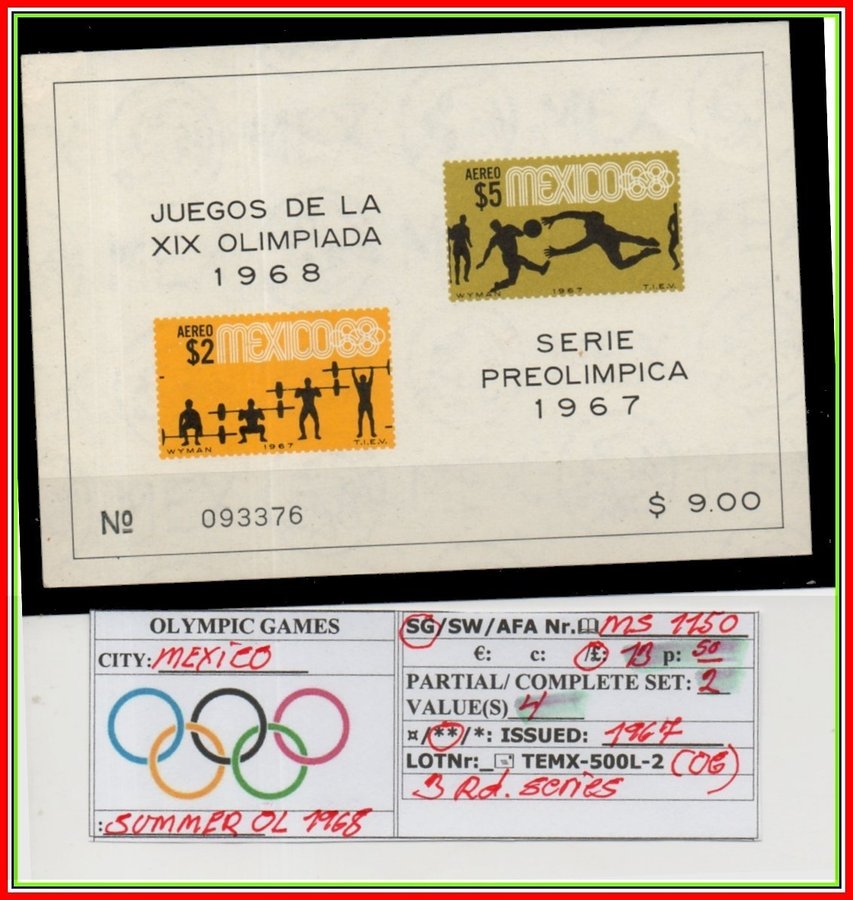 JUEGOS DE LA
XIX OLIMPIADA
1968
AEREO
$5
MEXICO68
WYMAN 1967 T.I.E.V.
AEREO
$2
MEXICO68
WYMAN 1967 T.I.E.V.
SERIE
PREOLIMPICA
1967
Nº 093376
$ 9.00
OLYMPIC GAMES
CITY: MEXICO
: SUMMER OL 1968
SG/SW/AFA Nr. MS 1150
€: c: /£: 13 p: 50
PARTIAL/ COMPLETE SET: 2
VALUE(S) 4
¤/**/*: ISSUED: 1967
LOTNr:_ TEMX-500L-2 (OG)
3 Rd. series